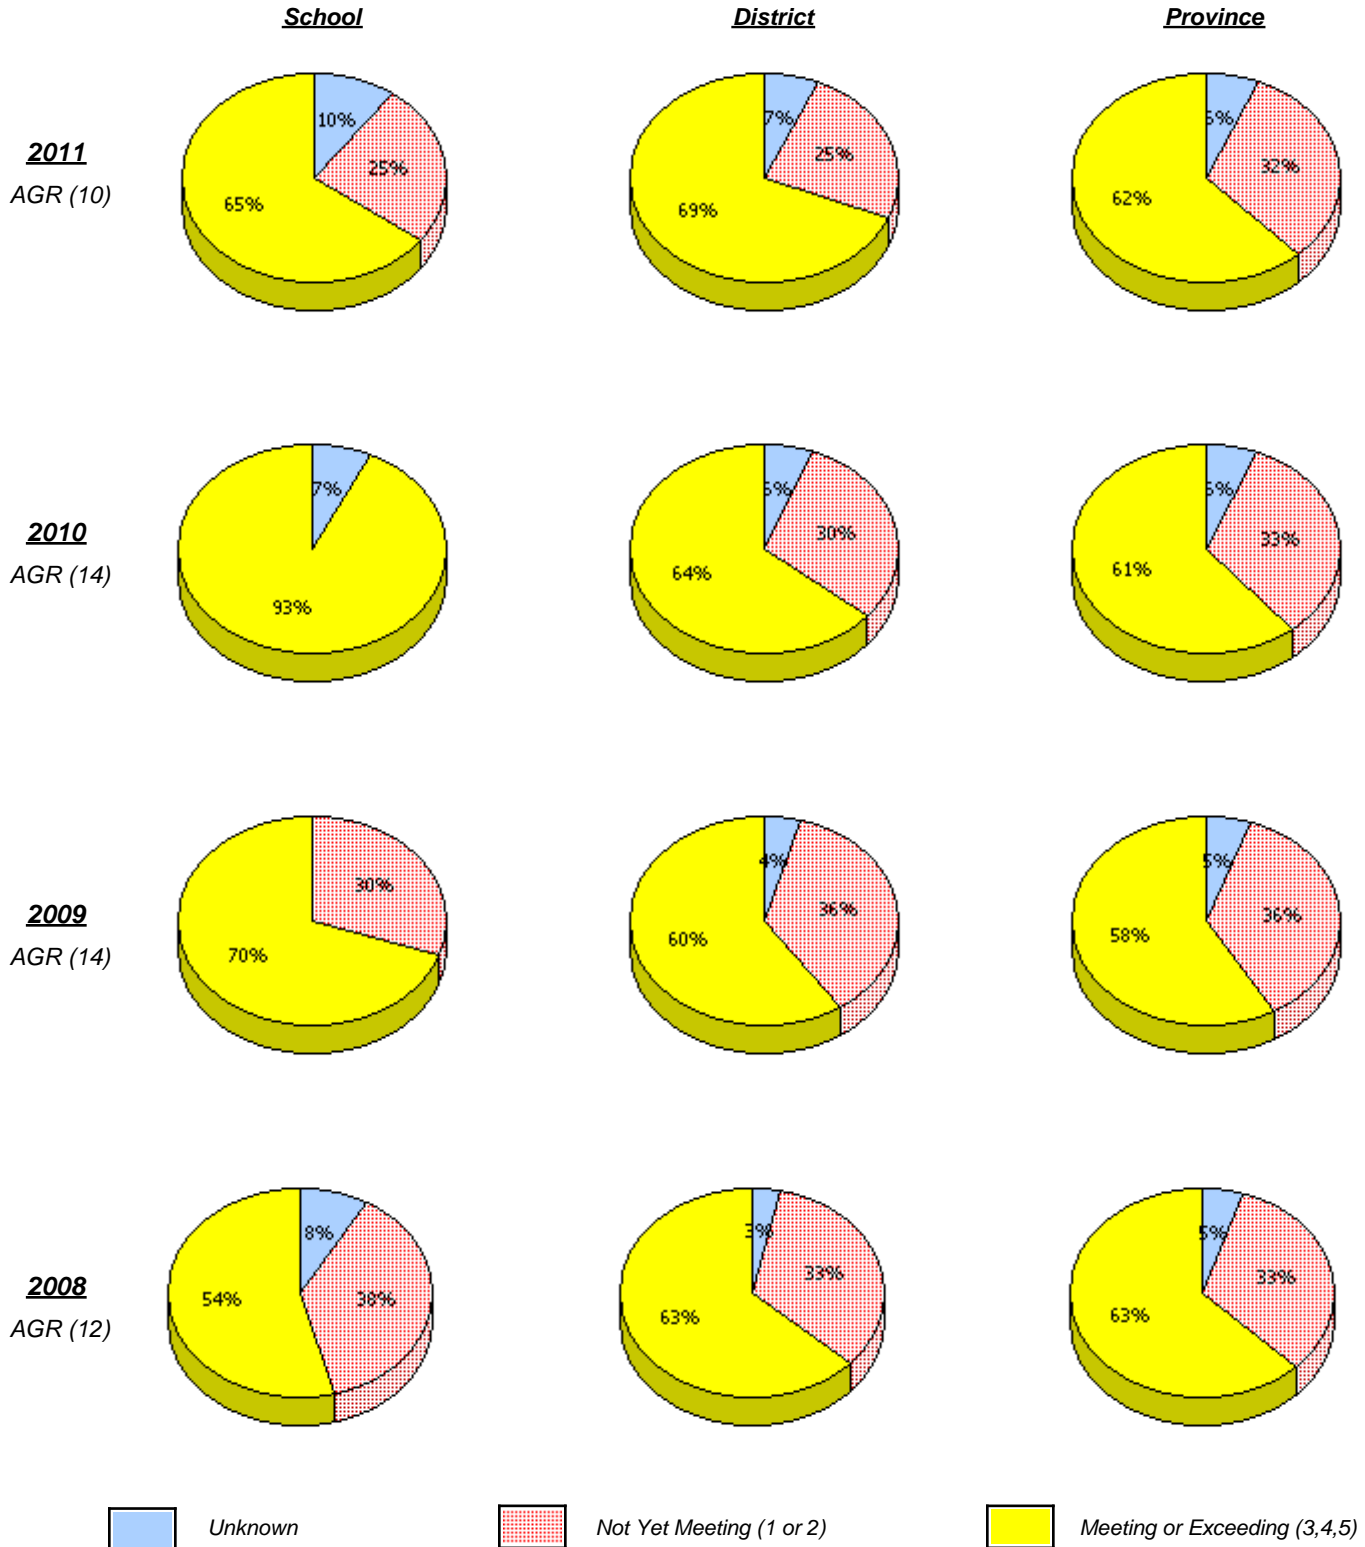 School District Province
10% 7% 6%
2011
25% 25% 32%
AGR (10)
65% 69% 62%
7% 6% 6%
2010
30% 33%
AGR (14)
93% 64% 61%
4% 5%
2009
30% 36% 36%
AGR (14)
70% 60% 58%
8% 3% 5%
2008
38% 33% 33%
AGR (12)
54% 63% 63%
Unknown Not Yet Meeting (1 or 2) Meeting or Exceeding (3,4,5)